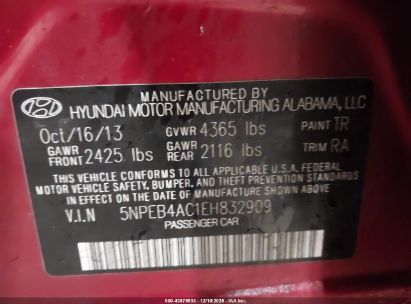 MANUFACTURED BY
HYUNDAI MOTOR MANUFACTURING ALABAMA, LLC
Oct/16/13 GVWR 4365 lbs PAINT TR
GAWR FRONT 2425 lbs GAWR REAR 2116 lbs TRIM RA
THIS VEHICLE CONFORMS TO ALL APPLICABLE U.S.A. FEDERAL
MOTOR VEHICLE SAFETY, BUMPER, AND THEFT PREVENTION STANDARDS
IN EFFECT ON THE DATE OF MANUFACTURE SHOWN ABOVE.
V.I.N 5NPEB4AC1EH832909
PASSENGER CAR